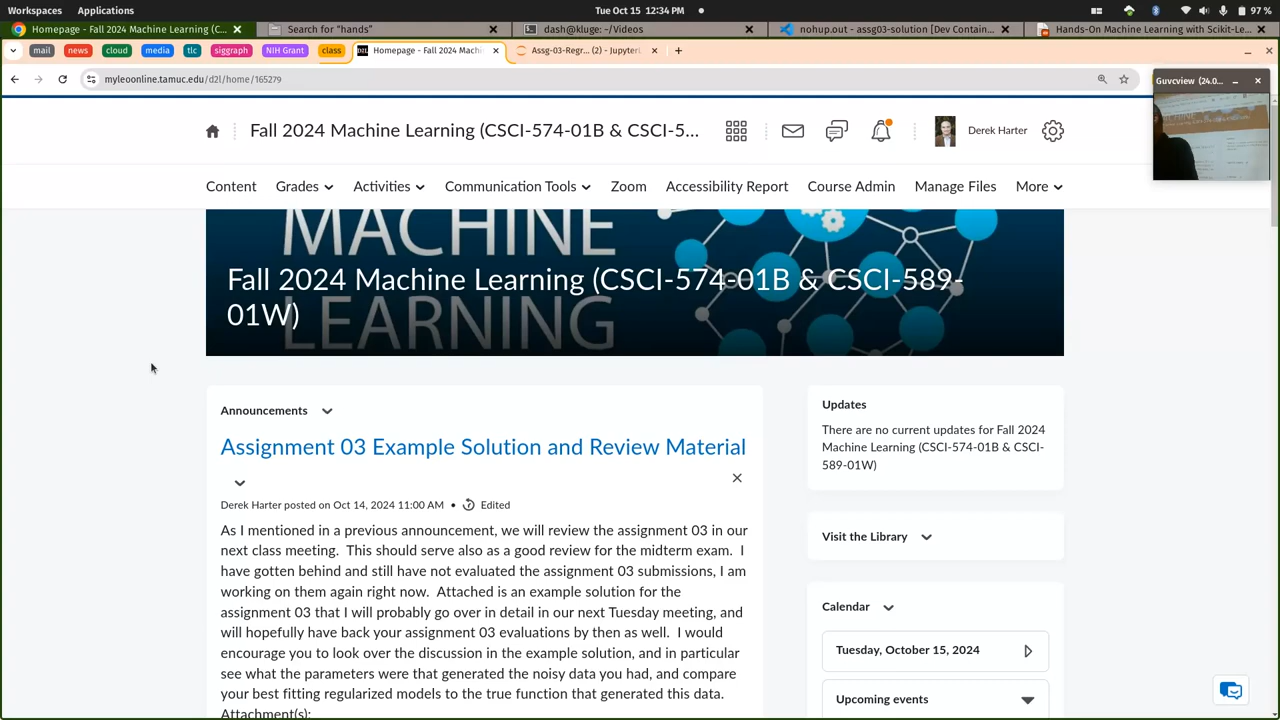 Workspaces Applications Tue Oct 15 12:34 PM 97 %
Homepage - Fall 2024 Machine Learning (C... Search for "hands" dash@kluge: ~/Videos nohup.out - assg03-solution [Dev Contain... Hands-On Machine Learning with Scikit-Le...
mail news cloud media tlc siggraph NIH Grant class Homepage - Fall 2024 Machi Assg-03-Regr... (2) - Jupyter
myleoonline.tamuc.edu/d2l/home/165279
Guvcview (24.0...
Fall 2024 Machine Learning (CSCI-574-01B & CSCI-5... Derek Harter
Content Grades Activities Communication Tools Zoom Accessibility Report Course Admin Manage Files More
MACHINE
Fall 2024 Machine Learning (CSCI-574-01B & CSCI-589-
01W)
LEARNING
Announcements
Assignment 03 Example Solution and Review Material
Derek Harter posted on Oct 14, 2024 11:00 AM • Edited
As I mentioned in a previous announcement, we will review the assignment 03 in our
next class meeting. This should serve also as a good review for the midterm exam. I
have gotten behind and still have not evaluated the assignment 03 submissions, I am
working on them again right now. Attached is an example solution for the
assignment 03 that I will probably go over in detail in our next Tuesday meeting, and
will hopefully have back your assignment 03 evaluations by then as well. I would
encourage you to look over the discussion in the example solution, and in particular
see what the parameters were that generated the noisy data you had, and compare
your best fitting regularized models to the true function that generated this data.
Attachment(s):
Updates
There are no current updates for Fall 2024
Machine Learning (CSCI-574-01B & CSCI-
589-01W)
Visit the Library
Calendar
Tuesday, October 15, 2024
Upcoming events